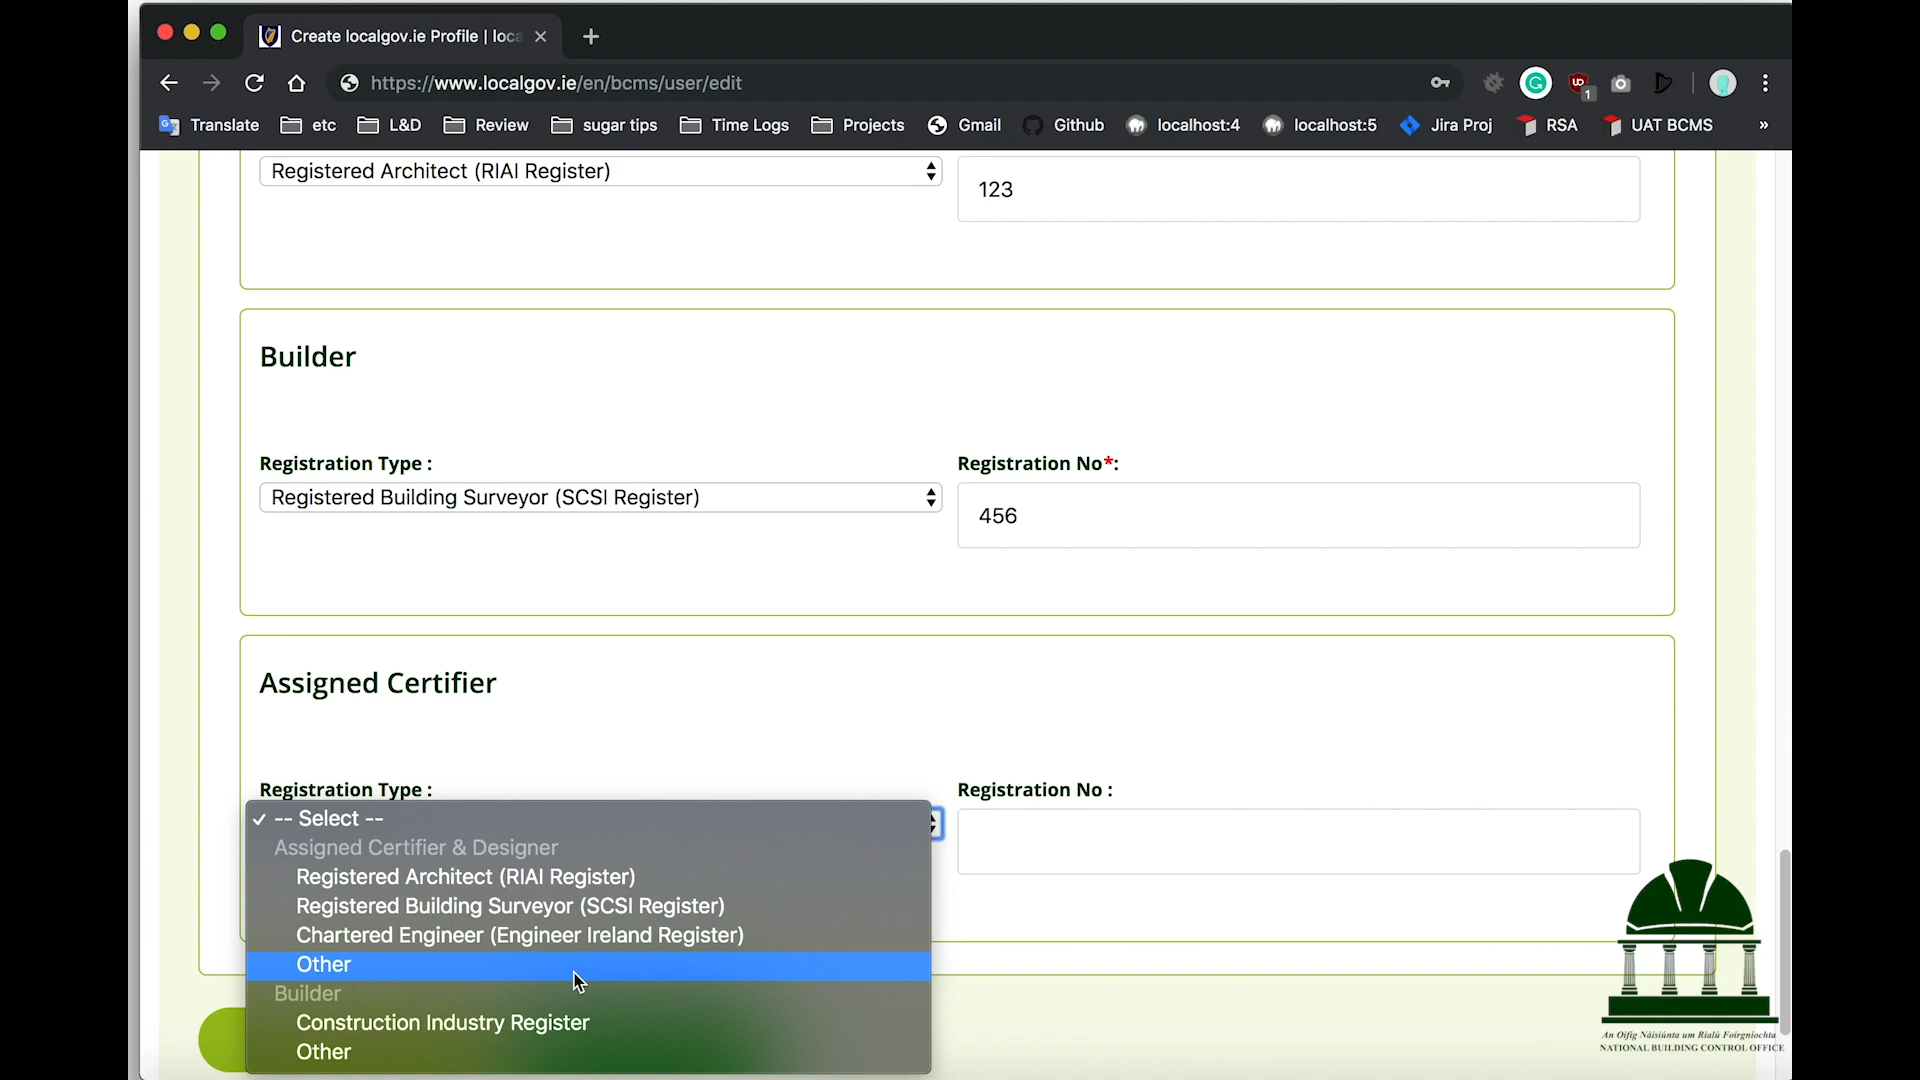 Create localgov.ie Profile | loca
https://www.localgov.ie/en/bcms/user/edit
1
Translate etc L&D Review sugar tips Time Logs Projects Gmail Github localhost:4 localhost:5 Jira Proj RSA UAT BCMS »
Registered Architect (RIAI Register)
123
Builder
Registration Type :
Registration No*:
Registered Building Surveyor (SCSI Register)
456
Assigned Certifier
Registration Type :
Registration No :
✓ -- Select --
Assigned Certifier & Designer
Registered Architect (RIAI Register)
Registered Building Surveyor (SCSI Register)
Chartered Engineer (Engineer Ireland Register)
Other
Builder
Construction Industry Register
Other
An Oifig Náisiúnta um Rialú Foirgníochta
NATIONAL BUILDING CONTROL OFFICE